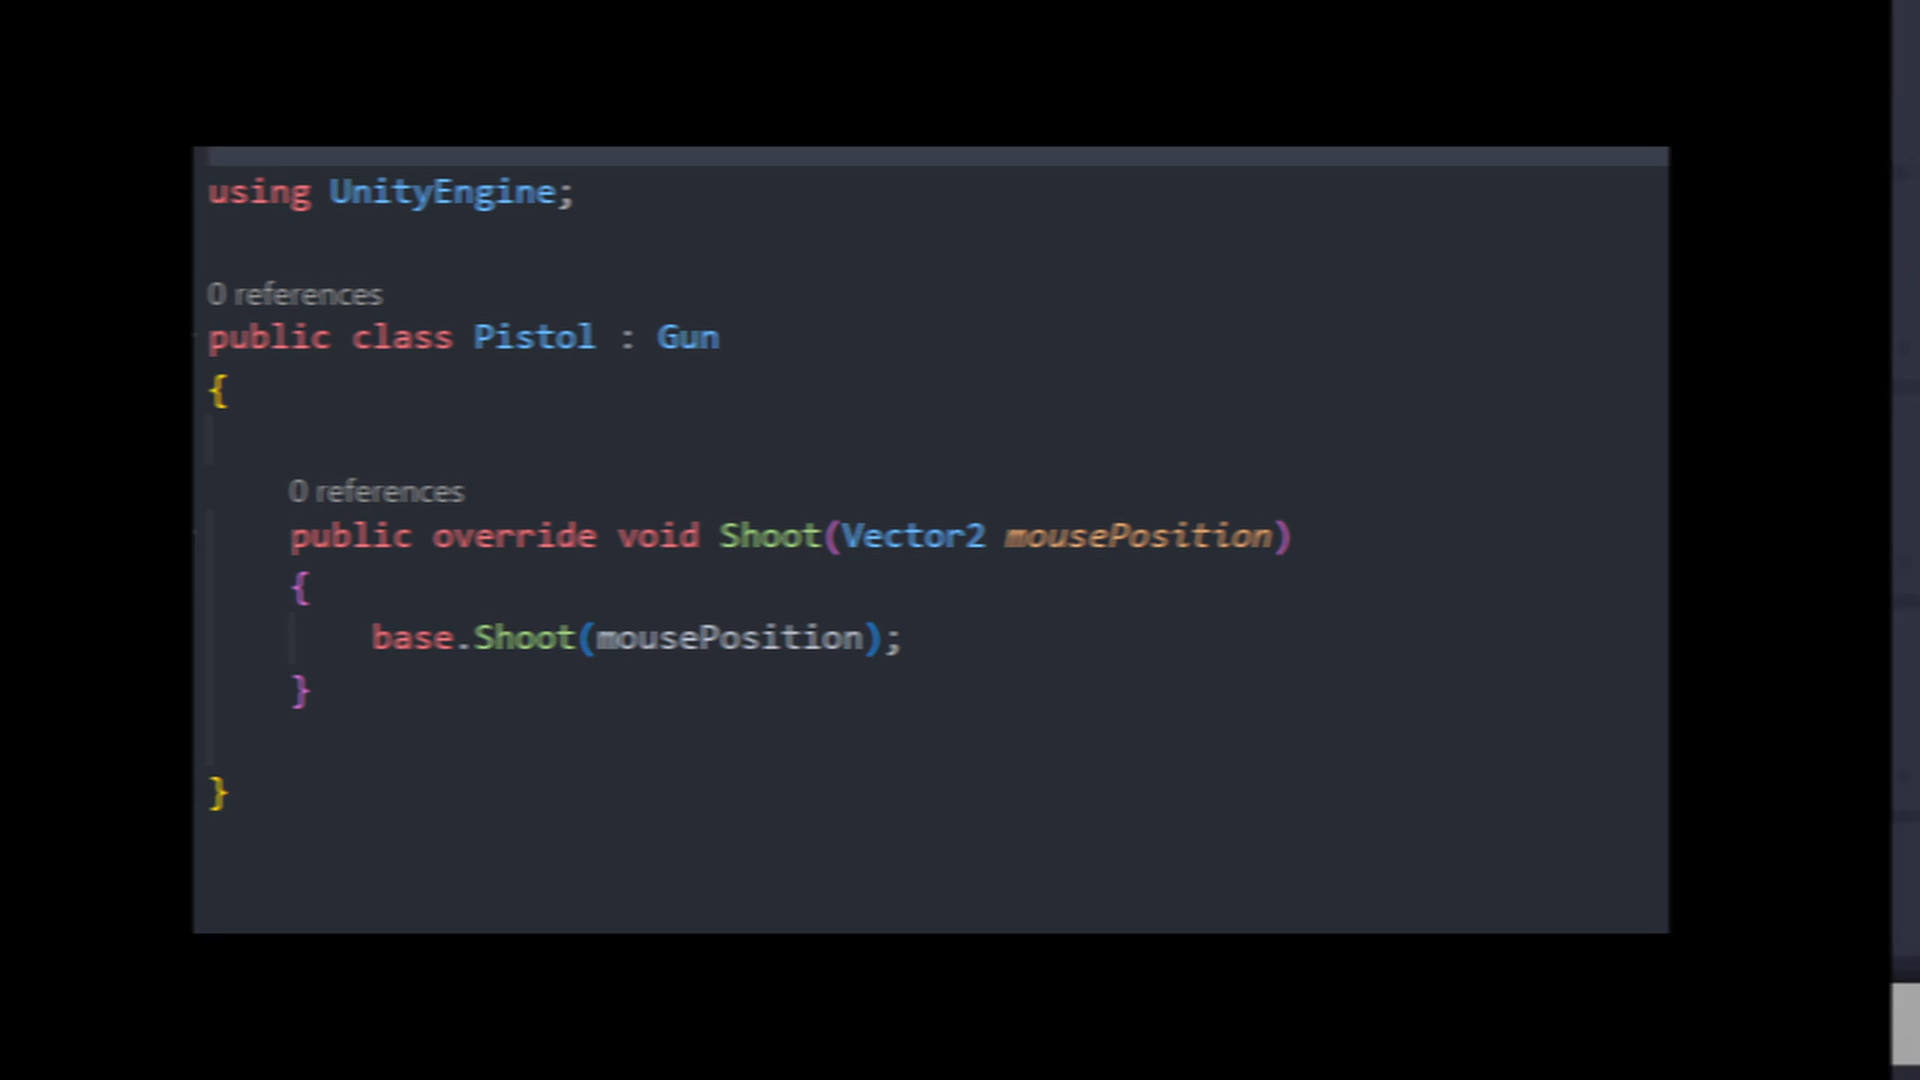 using UnityEngine;
0 references
public class Pistol : Gun
{
0 references
public override void Shoot(Vector2 mousePosition)
{
base.Shoot(mousePosition);
}
}